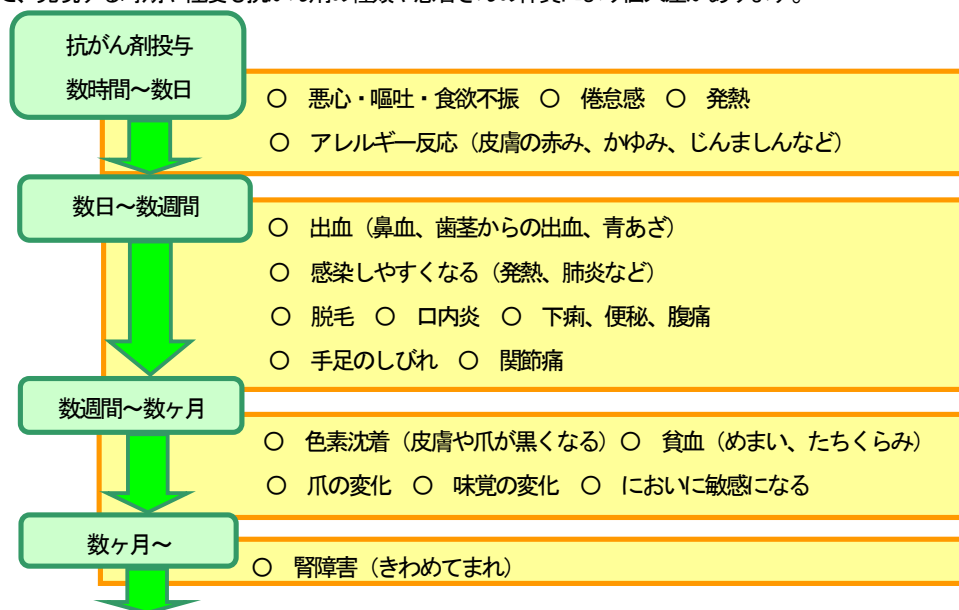 抗がん剤投与
数時間～数日
○ 悪心・嘔吐・食欲不振 ○ 倦怠感 ○ 発熱
○ アレルギー反応（皮膚の赤み、かゆみ、じんましんなど）
数日～数週間
○ 出血（鼻血、歯茎からの出血、青あざ）
○ 感染しやすくなる（発熱、肺炎など）
○ 脱毛 ○ 口内炎 ○ 下痢、便秘、腹痛
○ 手足のしびれ ○ 関節痛
数週間～数ヶ月
○ 色素沈着（皮膚や爪が黒くなる）○ 貧血（めまい、たちくらみ）
○ 爪の変化 ○ 味覚の変化 ○ においに敏感になる
数ヶ月～
○ 腎障害（きわめてまれ）